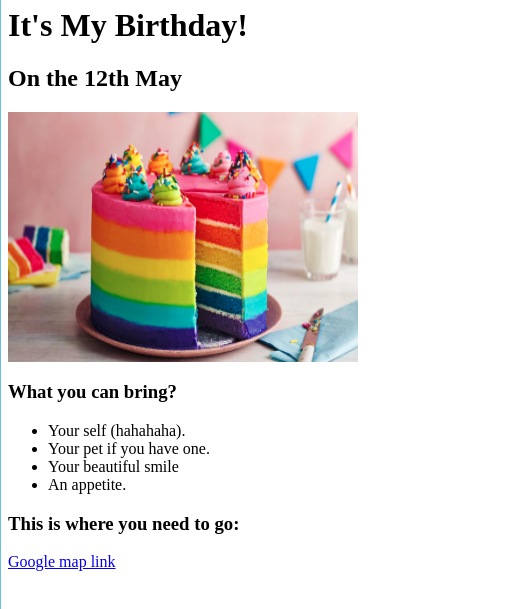 It's My Birthday!
On the 12th May
What you can bring?
Your self (hahahaha).
Your pet if you have one.
Your beautiful smile
An appetite.
This is where you need to go:
Google map link